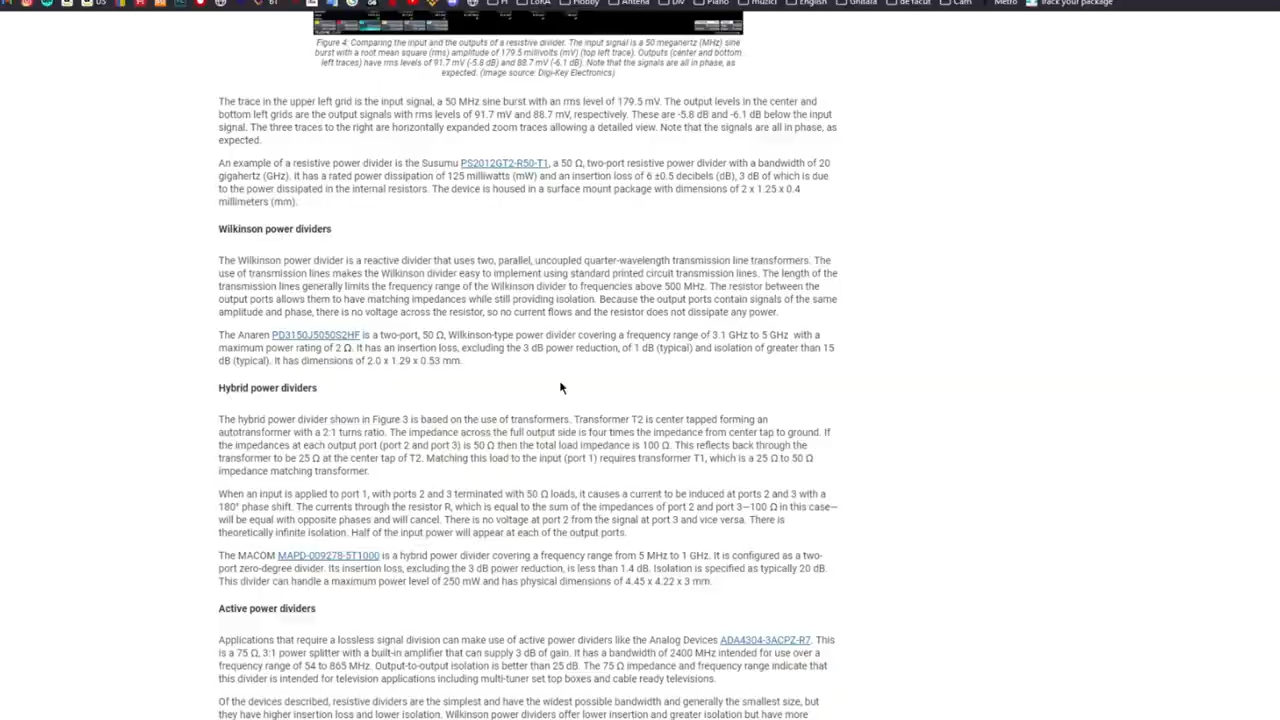 US
BT
H
LoRA
Hobby
Antena
Div
Piano
muzici
English
Ghidala
de facut
Cam
Metro
Track your package
Figure 4: Comparing the input and the outputs of a resistive divider. The input signal is a 50 megahertz (MHz) sine
burst with a root mean square (rms) amplitude of 179.5 millivolts (mV) (top left trace). Outputs (center and bottom
left traces) have rms levels of 91.7 mV (-5.8 dB) and 88.7 mV (-6.1 dB). Note that the signals are all in phase, as
expected. (Image source: Digi-Key Electronics)
The trace in the upper left grid is the input signal, a 50 MHz sine burst with an rms level of 179.5 mV. The output levels in the center and
bottom left grids are the output signals with rms levels of 91.7 mV and 88.7 mV, respectively. These are -5.8 dB and -6.1 dB below the input
signal. The three traces to the right are horizontally expanded zoom traces allowing a detailed view. Note that the signals are all in phase, as
expected.
An example of a resistive power divider is the Susumu PS2012GT2-R50-T1, a 50 Ω, two-port resistive power divider with a bandwidth of 20
gigahertz (GHz). It has a rated power dissipation of 125 milliwatts (mW) and an insertion loss of 6 ±0.5 decibels (dB), 3 dB of which is due
to the power dissipated in the internal resistors. The device is housed in a surface mount package with dimensions of 2 x 1.25 x 0.4
millimeters (mm).
Wilkinson power dividers
The Wilkinson power divider is a reactive divider that uses two, parallel, uncoupled quarter-wavelength transmission line transformers. The
use of transmission lines makes the Wilkinson divider easy to implement using standard printed circuit transmission lines. The length of the
transmission lines generally limits the frequency range of the Wilkinson divider to frequencies above 500 MHz. The resistor between the
output ports allows them to have matching impedances while still providing isolation. Because the output ports contain signals of the same
amplitude and phase, there is no voltage across the resistor, so no current flows and the resistor does not dissipate any power.
The Anaren PD3150J5050S2HF is a two-port, 50 Ω, Wilkinson-type power divider covering a frequency range of 3.1 GHz to 5 GHz with a
maximum power rating of 2 Ω. It has an insertion loss, excluding the 3 dB power reduction, of 1 dB (typical) and isolation of greater than 15
dB (typical). It has dimensions of 2.0 x 1.29 x 0.53 mm.
Hybrid power dividers
The hybrid power divider shown in Figure 3 is based on the use of transformers. Transformer T2 is center tapped forming an
autotransformer with a 2:1 turns ratio. The impedance across the full output side is four times the impedance from center tap to ground. If
the impedances at each output port (port 2 and port 3) is 50 Ω then the total load impedance is 100 Ω. This reflects back through the
transformer to be 25 Ω at the center tap of T2. Matching this load to the input (port 1) requires transformer T1, which is a 25 Ω to 50 Ω
impedance matching transformer.
When an input is applied to port 1, with ports 2 and 3 terminated with 50 Ω loads, it causes a current to be induced at ports 2 and 3 with a
180° phase shift. The currents through the resistor R, which is equal to the sum of the impedances of port 2 and port 3—100 Ω in this case—
will be equal with opposite phases and will cancel. There is no voltage at port 2 from the signal at port 3 and vice versa. There is
theoretically infinite isolation. Half of the input power will appear at each of the output ports.
The MACOM MAPD-009278-5T1000 is a hybrid power divider covering a frequency range from 5 MHz to 1 GHz. It is configured as a two-
port zero-degree divider. Its insertion loss, excluding the 3 dB power reduction, is less than 1.4 dB. Isolation is specified as typically 20 dB.
This divider can handle a maximum power level of 250 mW and has physical dimensions of 4.45 x 4.22 x 3 mm.
Active power dividers
Applications that require a lossless signal division can make use of active power dividers like the Analog Devices ADA4304-3ACPZ-R7. This
is a 75 Ω, 3:1 power splitter with a built-in amplifier that can supply 3 dB of gain. It has a bandwidth of 2400 MHz intended for use over a
frequency range of 54 to 865 MHz. Output-to-output isolation is better than 25 dB. The 75 Ω impedance and frequency range indicate that
this divider is intended for television applications including multi-tuner set top boxes and cable ready televisions.
Of the devices described, resistive dividers are the simplest and have the widest possible bandwidth and generally the smallest size, but
they have higher insertion loss and lower isolation. Wilkinson power dividers offer lower insertion and greater isolation but have more